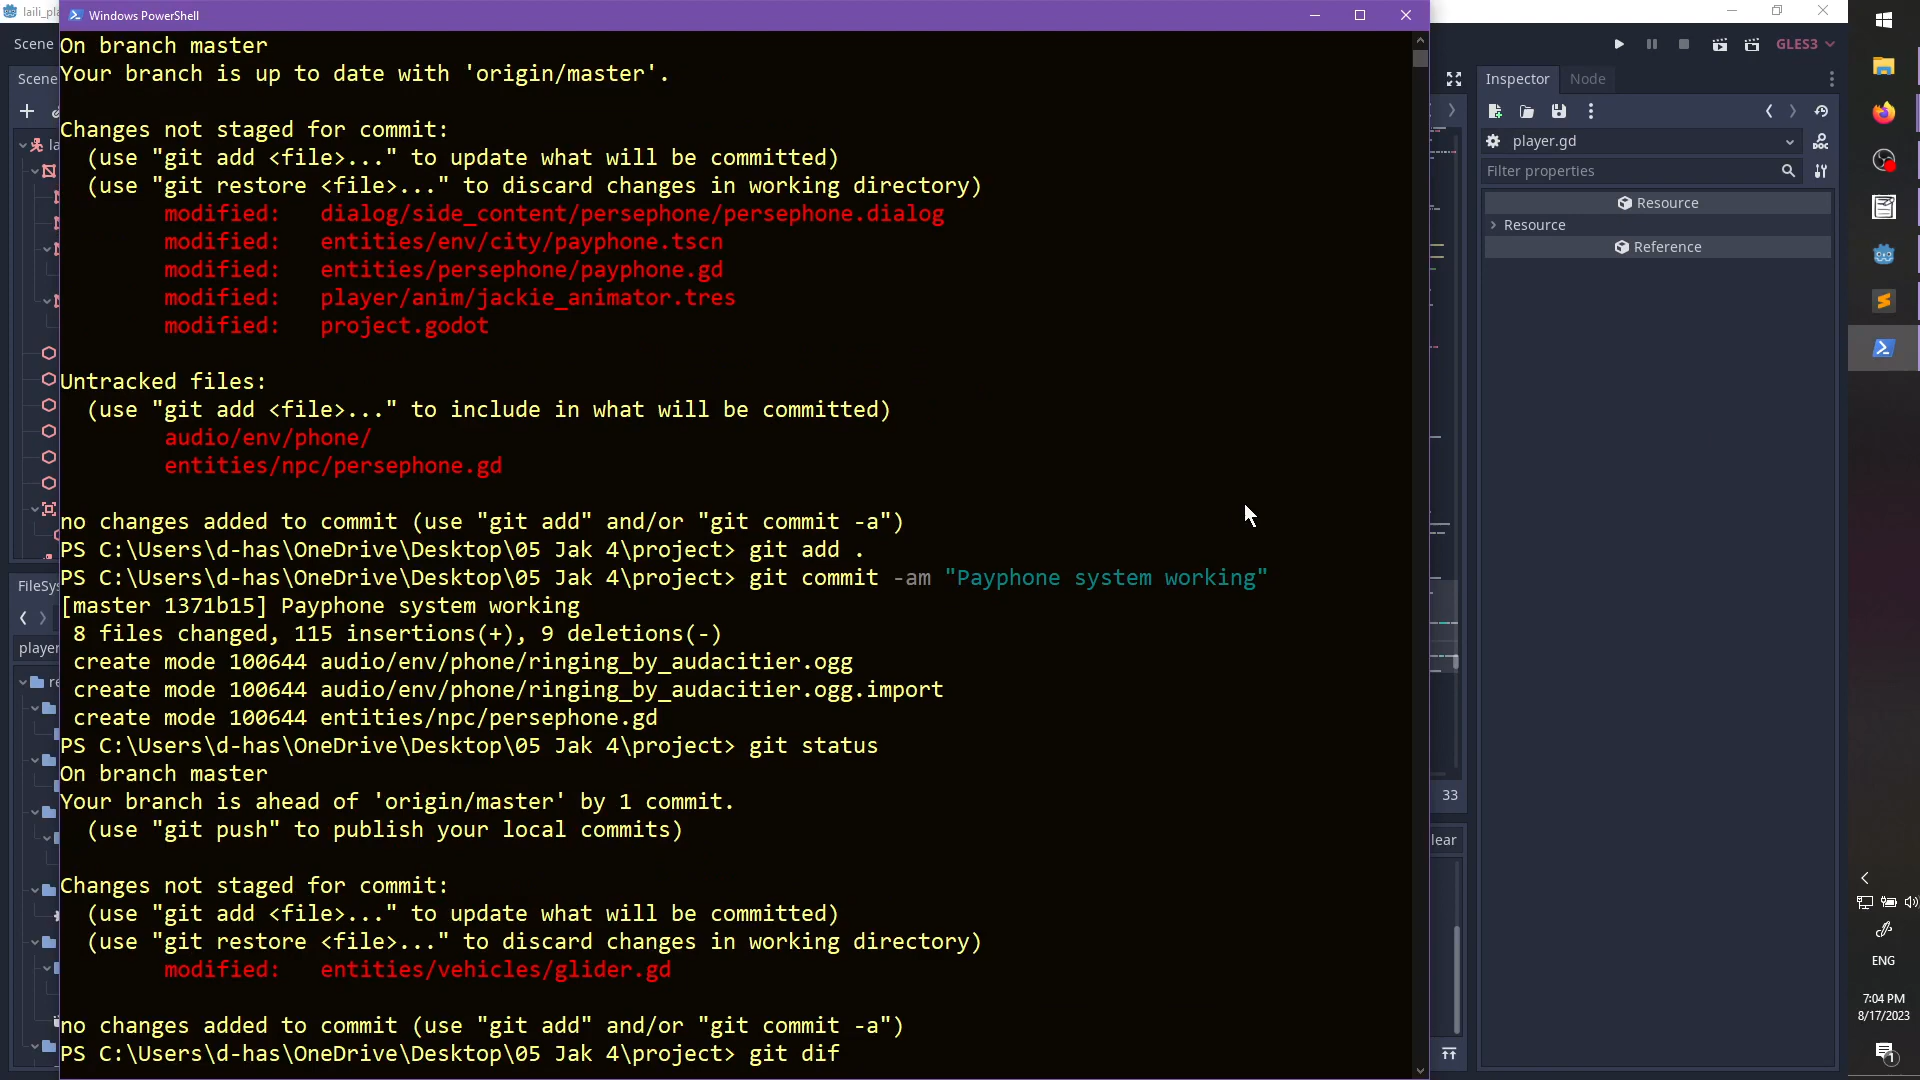 laili_pla
Windows PowerShell
Scene
GLES3
On branch master
Your branch is up to date with 'origin/master'.
Changes not staged for commit:
(use "git add <file>..." to update what will be committed)
(use "git restore <file>..." to discard changes in working directory)
modified: dialog/side_content/persephone/persephone.dialog
modified: entities/env/city/payphone.tscn
modified: entities/persephone/payphone.gd
modified: player/anim/jackie_animator.tres
modified: project.godot
Untracked files:
(use "git add <file>..." to include in what will be committed)
audio/env/phone/
entities/npc/persephone.gd
no changes added to commit (use "git add" and/or "git commit -a")
PS C:\Users\d-has\OneDrive\Desktop\05 Jak 4\project> git add .
PS C:\Users\d-has\OneDrive\Desktop\05 Jak 4\project> git commit -am "Payphone system working"
[master 1371b15] Payphone system working
8 files changed, 115 insertions(+), 9 deletions(-)
create mode 100644 audio/env/phone/ringing_by_audacitier.ogg
create mode 100644 audio/env/phone/ringing_by_audacitier.ogg.import
create mode 100644 entities/npc/persephone.gd
PS C:\Users\d-has\OneDrive\Desktop\05 Jak 4\project> git status
On branch master
Your branch is ahead of 'origin/master' by 1 commit.
(use "git push" to publish your local commits)
Changes not staged for commit:
(use "git add <file>..." to update what will be committed)
(use "git restore <file>..." to discard changes in working directory)
modified: entities/vehicles/glider.gd
no changes added to commit (use "git add" and/or "git commit -a")
PS C:\Users\d-has\OneDrive\Desktop\05 Jak 4\project> git dif
Scene
la
FileSys
player
re
33
lear
Inspector
Node
player.gd
DOC
Filter properties
Resource
Resource
Reference
ENG
7:04 PM
8/17/2023
1